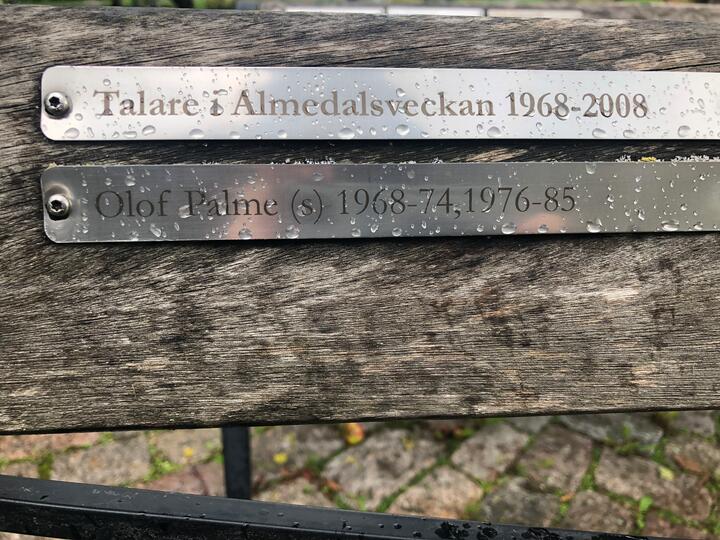 Talare i Almedalsveckan 1968-2008
Olof Palme (s) 1968-74,1976-85